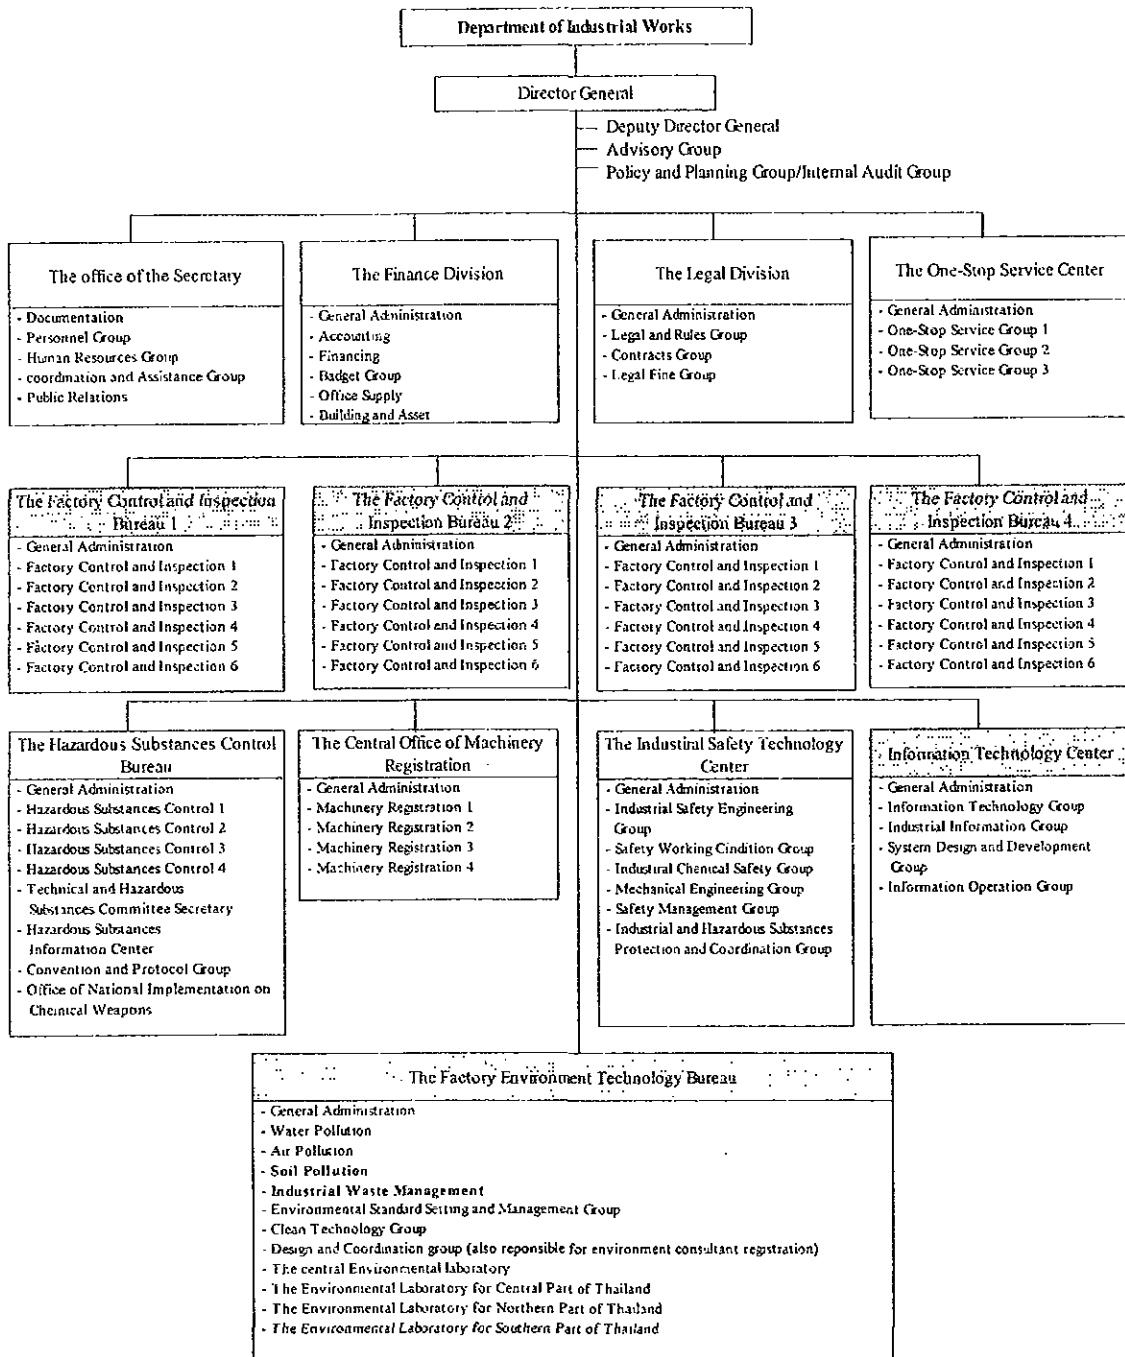 Department of Industrial Works
Director General
Deputy Director General
Advisory Group
Policy and Planning Group/Internal Audit Group
The office of the Secretary
- Documentation
- Personnel Group
- Human Resources Group
- coordination and Assistance Group
- Public Relations
The Finance Division
- General Administration
- Accounting
- Financing
- Budget Group
- Office Supply
- Building and Asset
The Legal Division
- General Administration
- Legal and Rules Group
- Contracts Group
- Legal Fine Group
The One-Stop Service Center
- General Administration
- One-Stop Service Group 1
- One-Stop Service Group 2
- One-Stop Service Group 3
The Factory Control and Inspection
Bureau 1
- General Administration
- Factory Control and Inspection 1
- Factory Control and Inspection 2
- Factory Control and Inspection 3
- Factory Control and Inspection 4
- Factory Control and Inspection 5
- Factory Control and Inspection 6
The Factory Control and
Inspection Bureau 2
- General Administration
- Factory Control and Inspection 1
- Factory Control and Inspection 2
- Factory Control and Inspection 3
- Factory Control and Inspection 4
- Factory Control and Inspection 5
- Factory Control and Inspection 6
The Factory Control and
Inspection Bureau 3
- General Administration
- Factory Control and Inspection 1
- Factory Control and Inspection 2
- Factory Control and Inspection 3
- Factory Control and Inspection 4
- Factory Control and Inspection 5
- Factory Control and Inspection 6
The Factory Control and
Inspection Bureau 4
- General Administration
- Factory Control and Inspection 1
- Factory Control and Inspection 2
- Factory Control and Inspection 3
- Factory Control and Inspection 4
- Factory Control and Inspection 5
- Factory Control and Inspection 6
The Hazardous Substances Control
Bureau
- General Administration
- Hazardous Substances Control 1
- Hazardous Substances Control 2
- Hazardous Substances Control 3
- Hazardous Substances Control 4
- Technical and Hazardous
Substances Committee Secretary
- Hazardous Substances
Information Center
- Convention and Protocol Group
- Office of National Implementation on
Chemical Weapons
The Central Office of Machinery
Registration
- General Administration
- Machinery Registration 1
- Machinery Registration 2
- Machinery Registration 3
- Machinery Registration 4
The Industiral Safety Technology
Center
- General Administration
- Industrial Safety Engineering
Group
- Safety Working Cindition Group
- Industural Chemical Safety Group
- Mechanical Engineering Group
- Safety Management Group
- Industrial and Hazardous Substances
Protection and Coordination Group
Information Technology Center
- General Administration
- Information Technology Group
- Industrial Information Group
- System Design and Development
Group
- Information Operation Group
The Factory Environment Technology Bureau
- General Administration
- Water Pollution
- Air Pollution
- Soil Pollution
- Industrial Waste Management
- Environmental Standard Setting and Management Group
- Clean Technology Group
- Design and Coordination group (also reponsible for environment consultant registration)
- The central Environmental laboratory
- The Environmental Laboratory for Central Part of Thailand
- The Environmental Laboratory for Northern Part of Thailand
- The Environmental Laboratory for Southern Part of Thailand